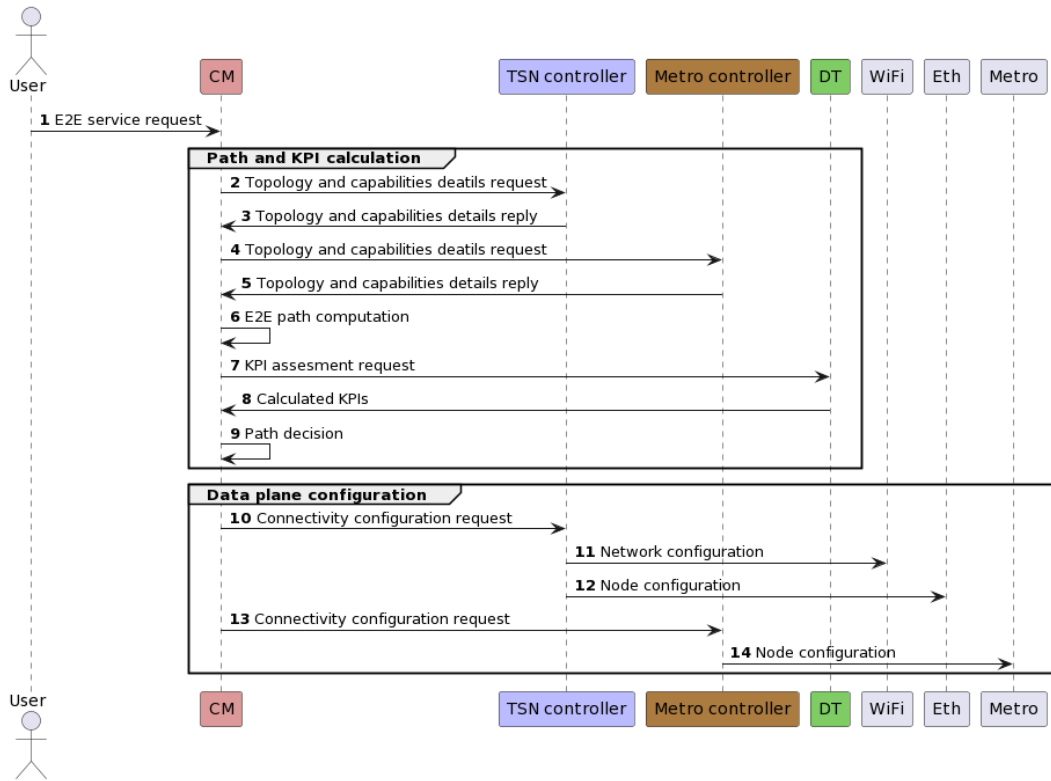 User
CM
TSN controller
Metro controller
DT
WiFi
Eth
Metro
1 E2E service request
Path and KPI calculation
2 Topology and capabilities deatils request
3 Topology and capabilities details reply
4 Topology and capabilities deatils request
5 Topology and capabilities details reply
6 E2E path computation
7 KPI assesment request
8 Calculated KPIs
9 Path decision
Data plane configuration
10 Connectivity configuration request
11 Network configuration
12 Node configuration
13 Connectivity configuration request
14 Node configuration
User
CM
TSN controller
Metro controller
DT
WiFi
Eth
Metro